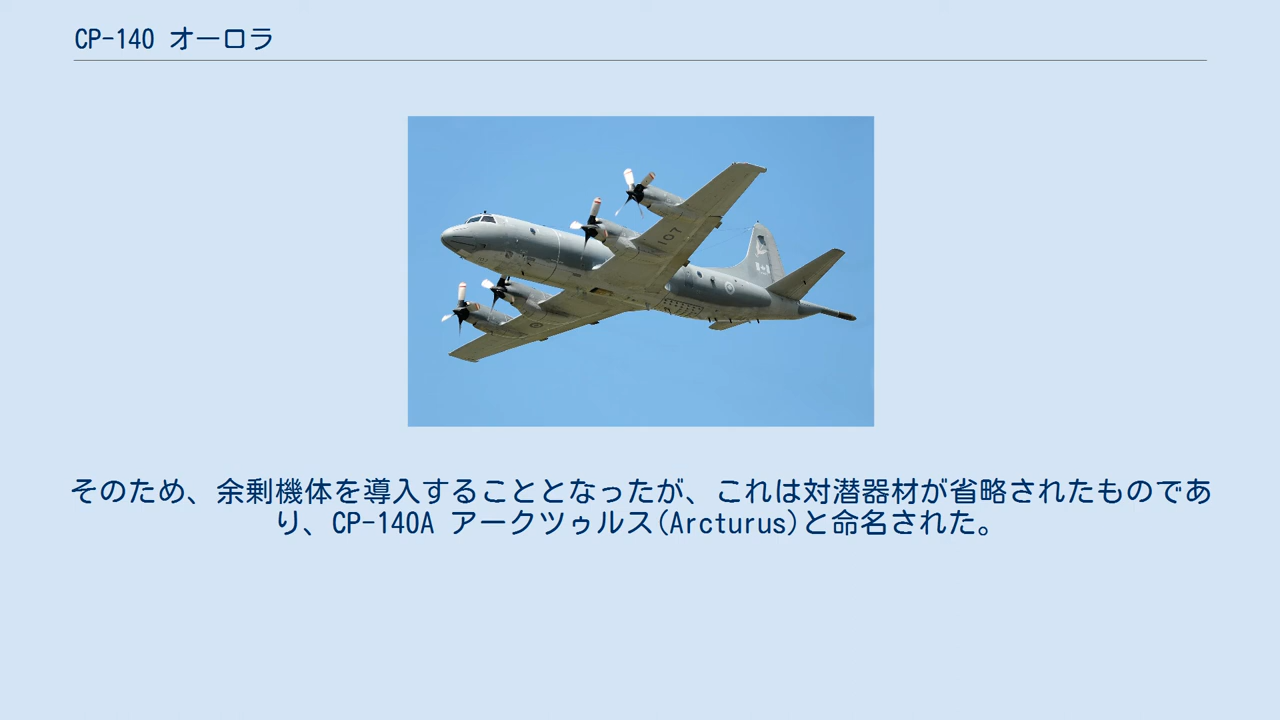 CP-140 オーロラ
107
そのため、余剰機体を導入することとなったが、これは対潜器材が省略されたものであ
り、CP-140A アークツゥルス(Arcturus)と命名された。